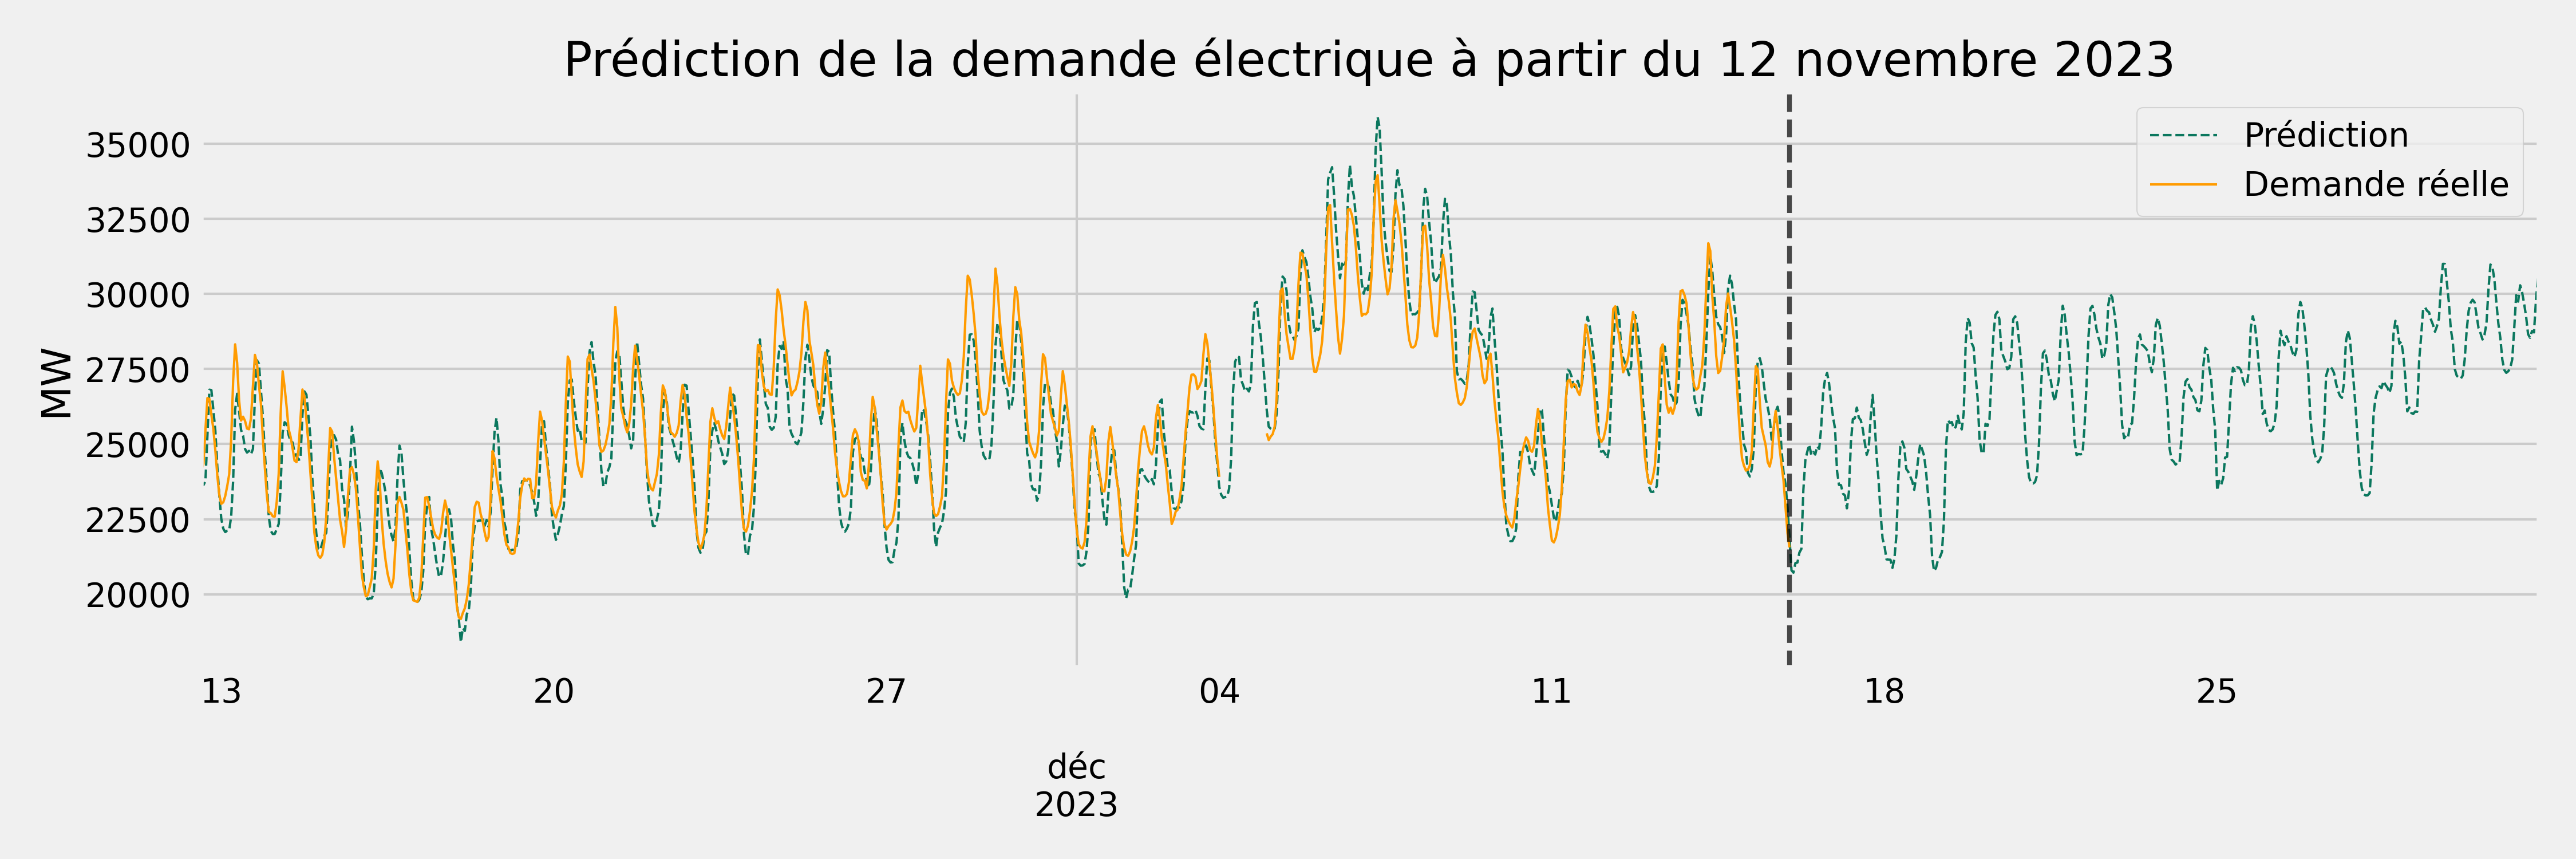 Prédiction de la demande électrique à partir du 12 novembre 2023
Prédiction
Demande réelle
MW
35000
32500
30000
27500
25000
22500
20000
13 20 27 04 11 18 25
déc
2023